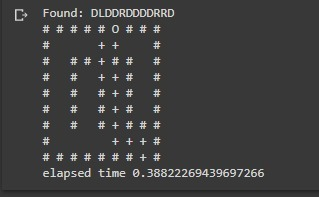 Found: DLDDRDDDDRRD
# # # # # O # # #
#       + +     #
#   # # + # #   #
#   #   + + #   #
#   #   # + #   #
#   #   # + #   #
#   #   # + # # #
#         + + + #
# # # # # # # + #
elapsed time 0.38822269439697266